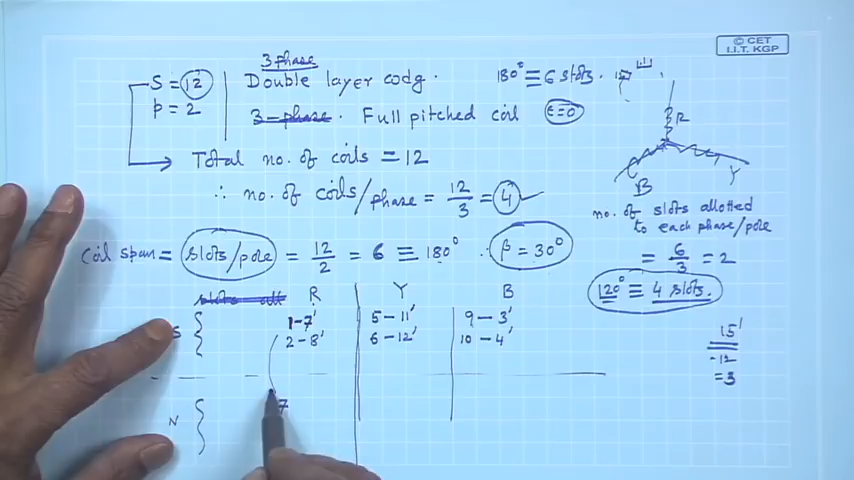 © CET
I.I.T. KGP
3 phase
S = 12 Double layer codg. 180° ≡ 6 slots.
p = 2 3-phase. Full pitched coil ε=0
R
Y
B
Total no. of coils = 12
∴ no. of coils/phase = 12/3 = 4
no. of slots allotted
to each phase/pole
= 6/3 = 2
Coil span = slots/pole = 12/2 = 6 ≡ 180° ∴ β = 30°
120° ≡ 4 slots.
R Y B
S 1-7' 5-11' 9-3'
2-8' 6-12' 10-4'
15'
-12
=3
N 7